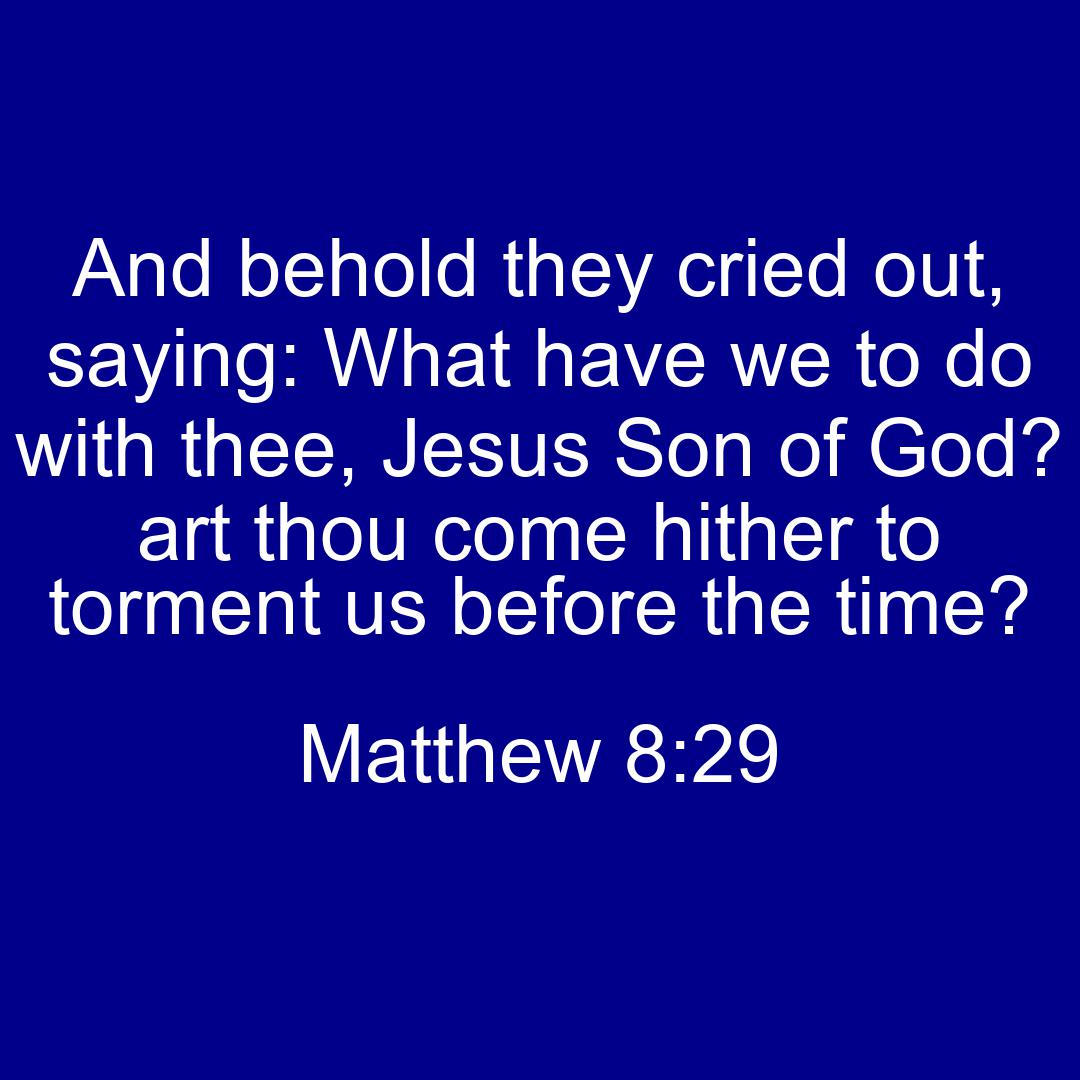 And behold they cried out,
saying: What have we to do
with thee, Jesus Son of God?
art thou come hither to
torment us before the time?
Matthew 8:29